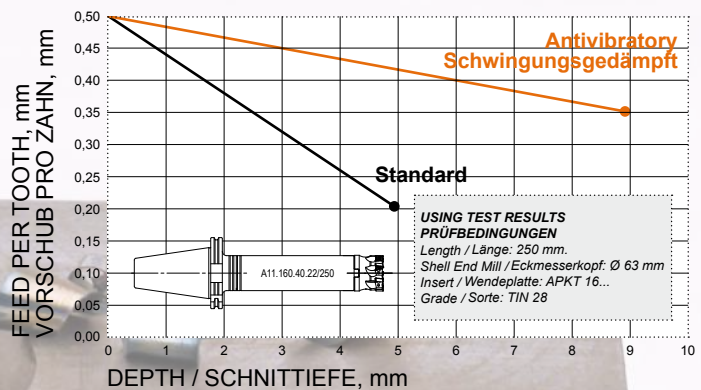 FEED PER TOOTH, mm
VORSCHUB PRO ZAHN, mm
0,50
0,45
0,40
0,35
0,30
0,25
0,20
0,15
0,10
0,05
0,00
Antivibratory
Schwingungsgedämpft
Standard
A11.160.40.22/250
USING TEST RESULTS
PRÜFBEDINGUNGEN
Length / Länge: 250 mm.
Shell End Mill / Eckmesserkopf: Ø 63 mm
Insert / Wendeplatte: APKT 16...
Grade / Sorte: TIN 28
0 1 2 3 4 5 6 7 8 9 10
DEPTH / SCHNITTIEFE, mm